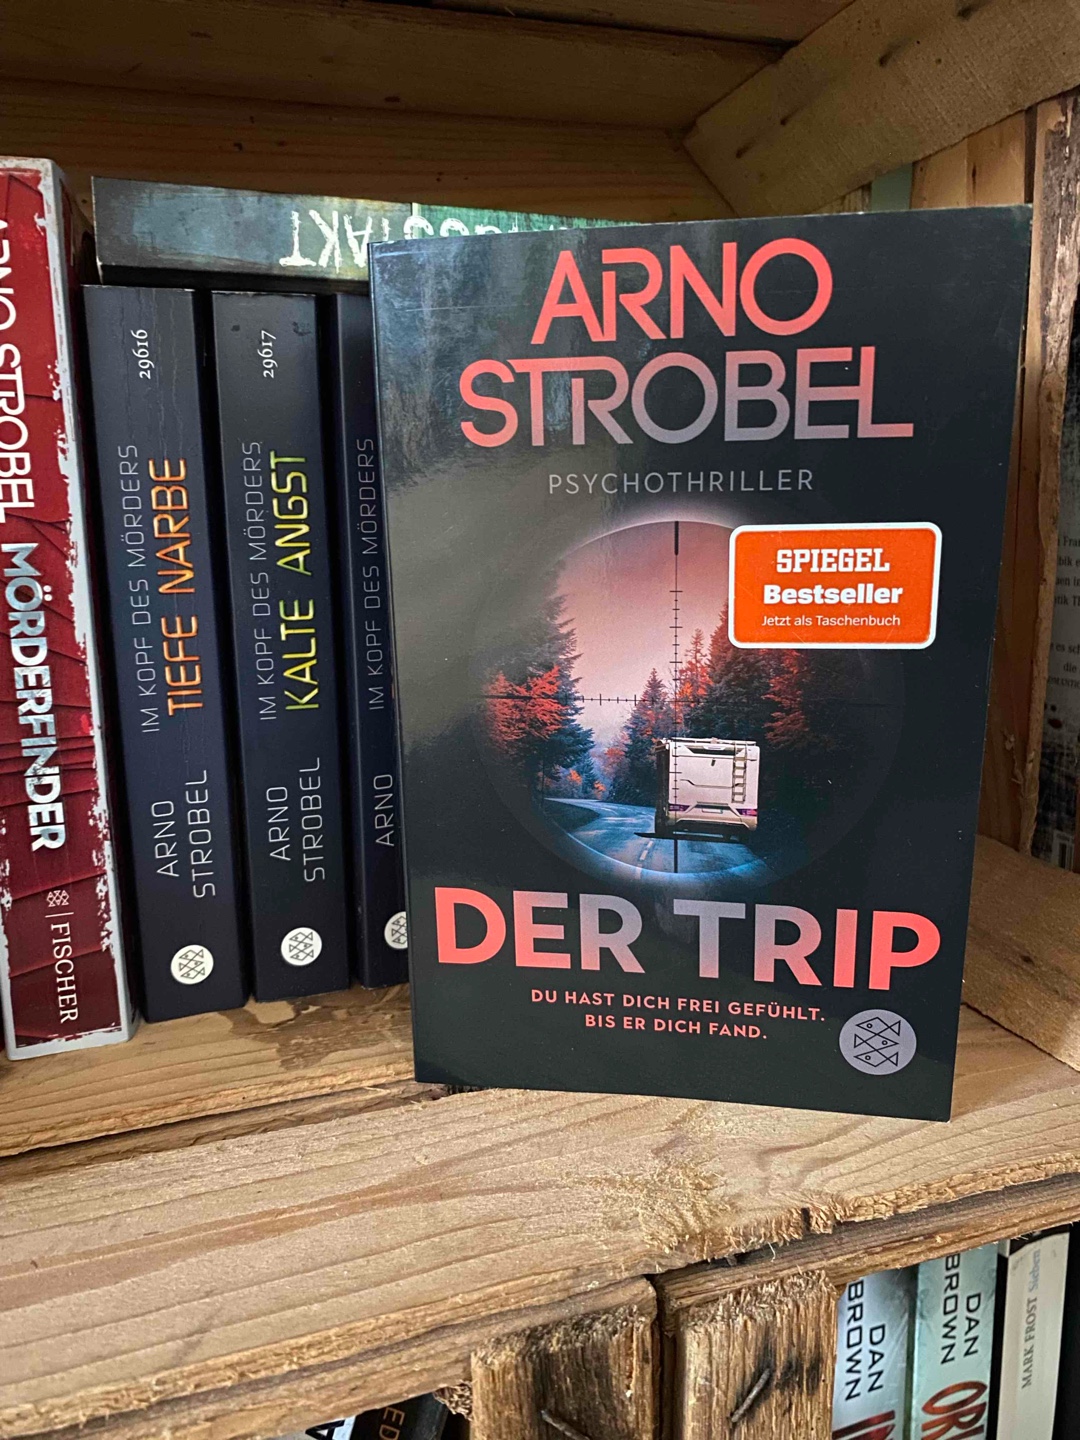 ARNO STROBEL MÖRDERFINDER
FISCHER
29616
IM KOPF DES MÖRDERS
TIEFE NARBE
ARNO
STROBEL
29617
IM KOPF DES MÖRDERS
KALTE ANGST
ARNO
STROBEL
IM KOPF DES MÖRDERS
ARNO
ARNO
STROBEL
PSYCHOTHRILLER
SPIEGEL
Bestseller
Jetzt als Taschenbuch
DER TRIP
DU HAST DICH FREI GEFÜHLT.
BIS ER DICH FAND.
DAN
BROWN
DAN
BROWN
MARK FROST